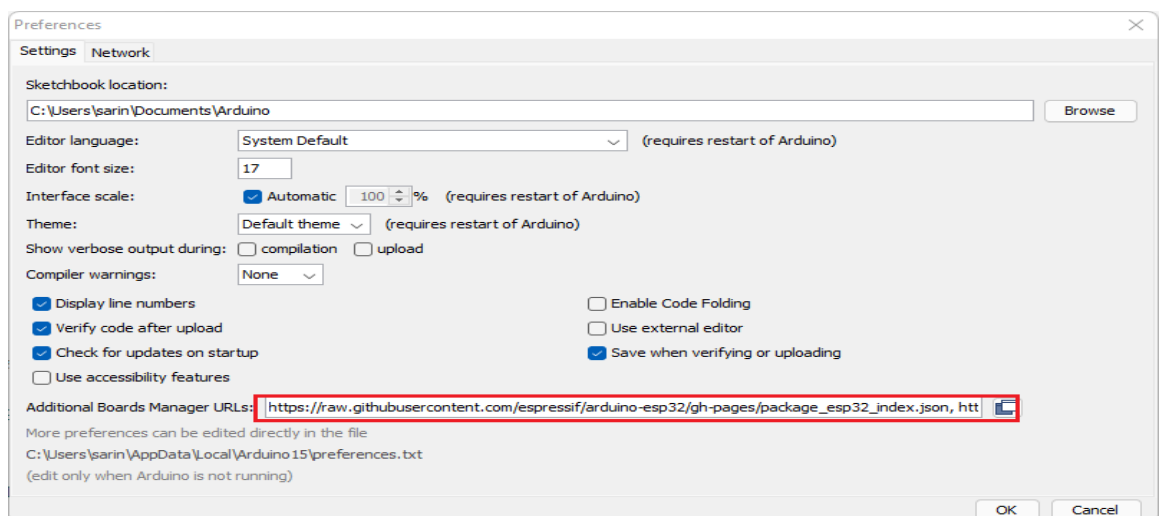 Preferences
Settings Network
Sketchbook location:
C:\Users\sarin\Documents\Arduino Browse
Editor language: System Default (requires restart of Arduino)
Editor font size: 17
Interface scale: Automatic 100 % (requires restart of Arduino)
Theme: Default theme (requires restart of Arduino)
Show verbose output during: compilation upload
Compiler warnings: None
Display line numbers Enable Code Folding
Verify code after upload Use external editor
Check for updates on startup Save when verifying or uploading
Use accessibility features
Additional Boards Manager URLs: https://raw.githubusercontent.com/espressif/arduino-esp32/gh-pages/package_esp32_index.json, htt
More preferences can be edited directly in the file
C:\Users\sarin\AppData\Local\Arduino15\preferences.txt
(edit only when Arduino is not running)
OK Cancel